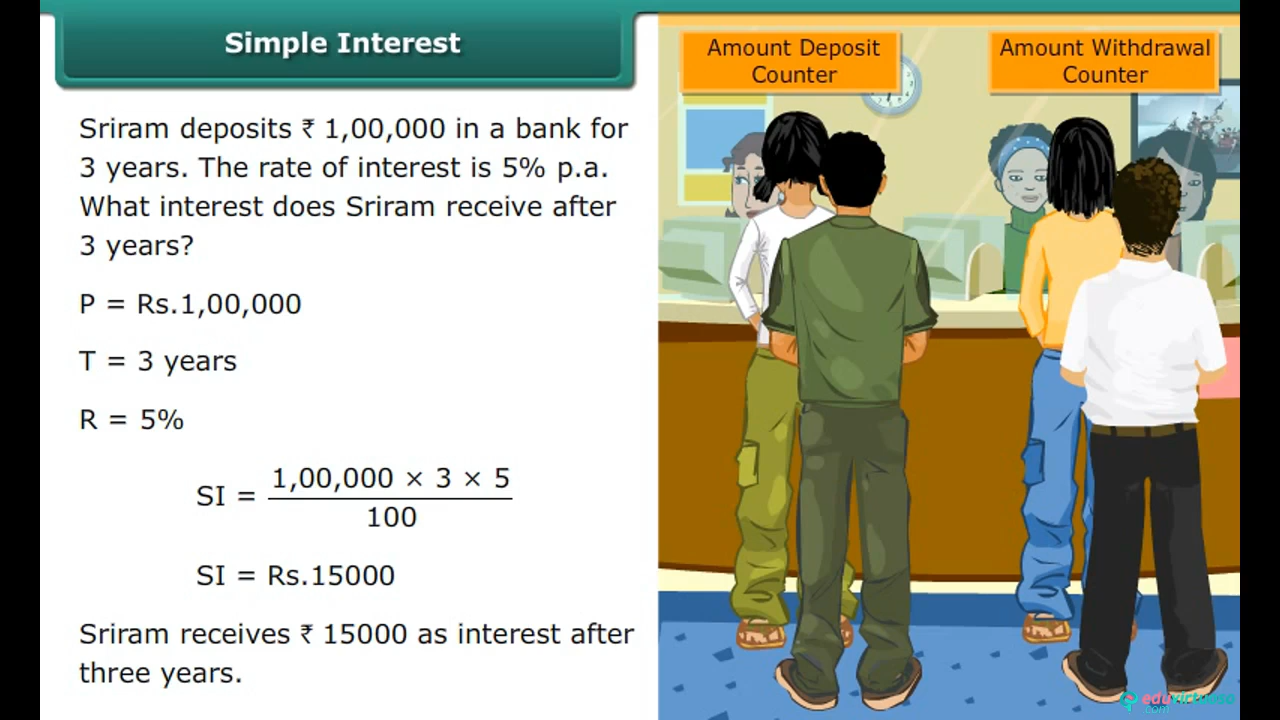 Simple Interest
Sriram deposits ₹ 1,00,000 in a bank for
3 years. The rate of interest is 5% p.a.
What interest does Sriram receive after
3 years?
P = Rs.1,00,000
T = 3 years
R = 5%
SI = 1,00,000 × 3 × 5
100
SI = Rs.15000
Sriram receives ₹ 15000 as interest after
three years.
Amount Deposit
Counter
Amount Withdrawal
Counter
eduvirtuoso
.com